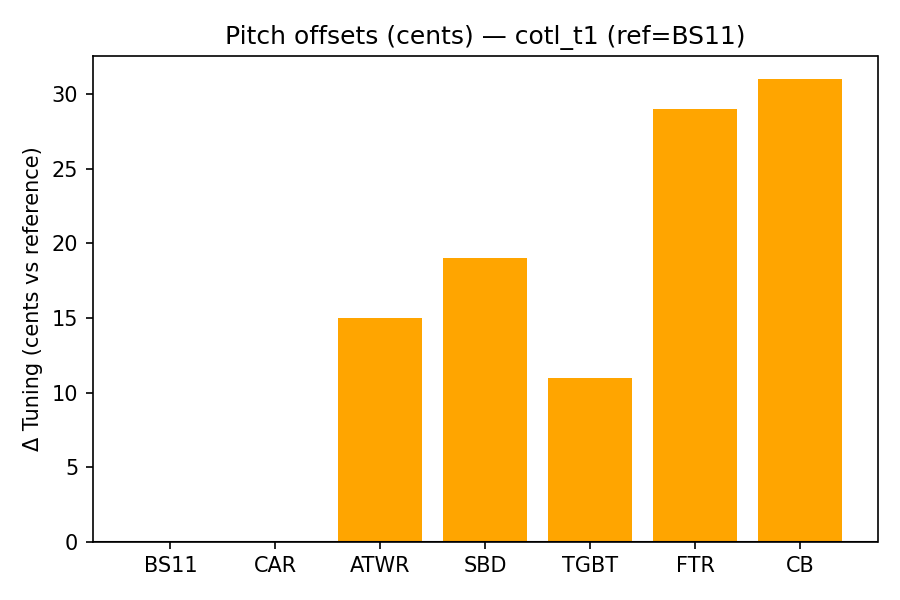 Pitch offsets (cents) — cotl_t1 (ref=BS11)
Δ Tuning (cents vs reference)
30
25
20
15
10
5
0
BS11 CAR ATWR SBD TGBT FTR CB